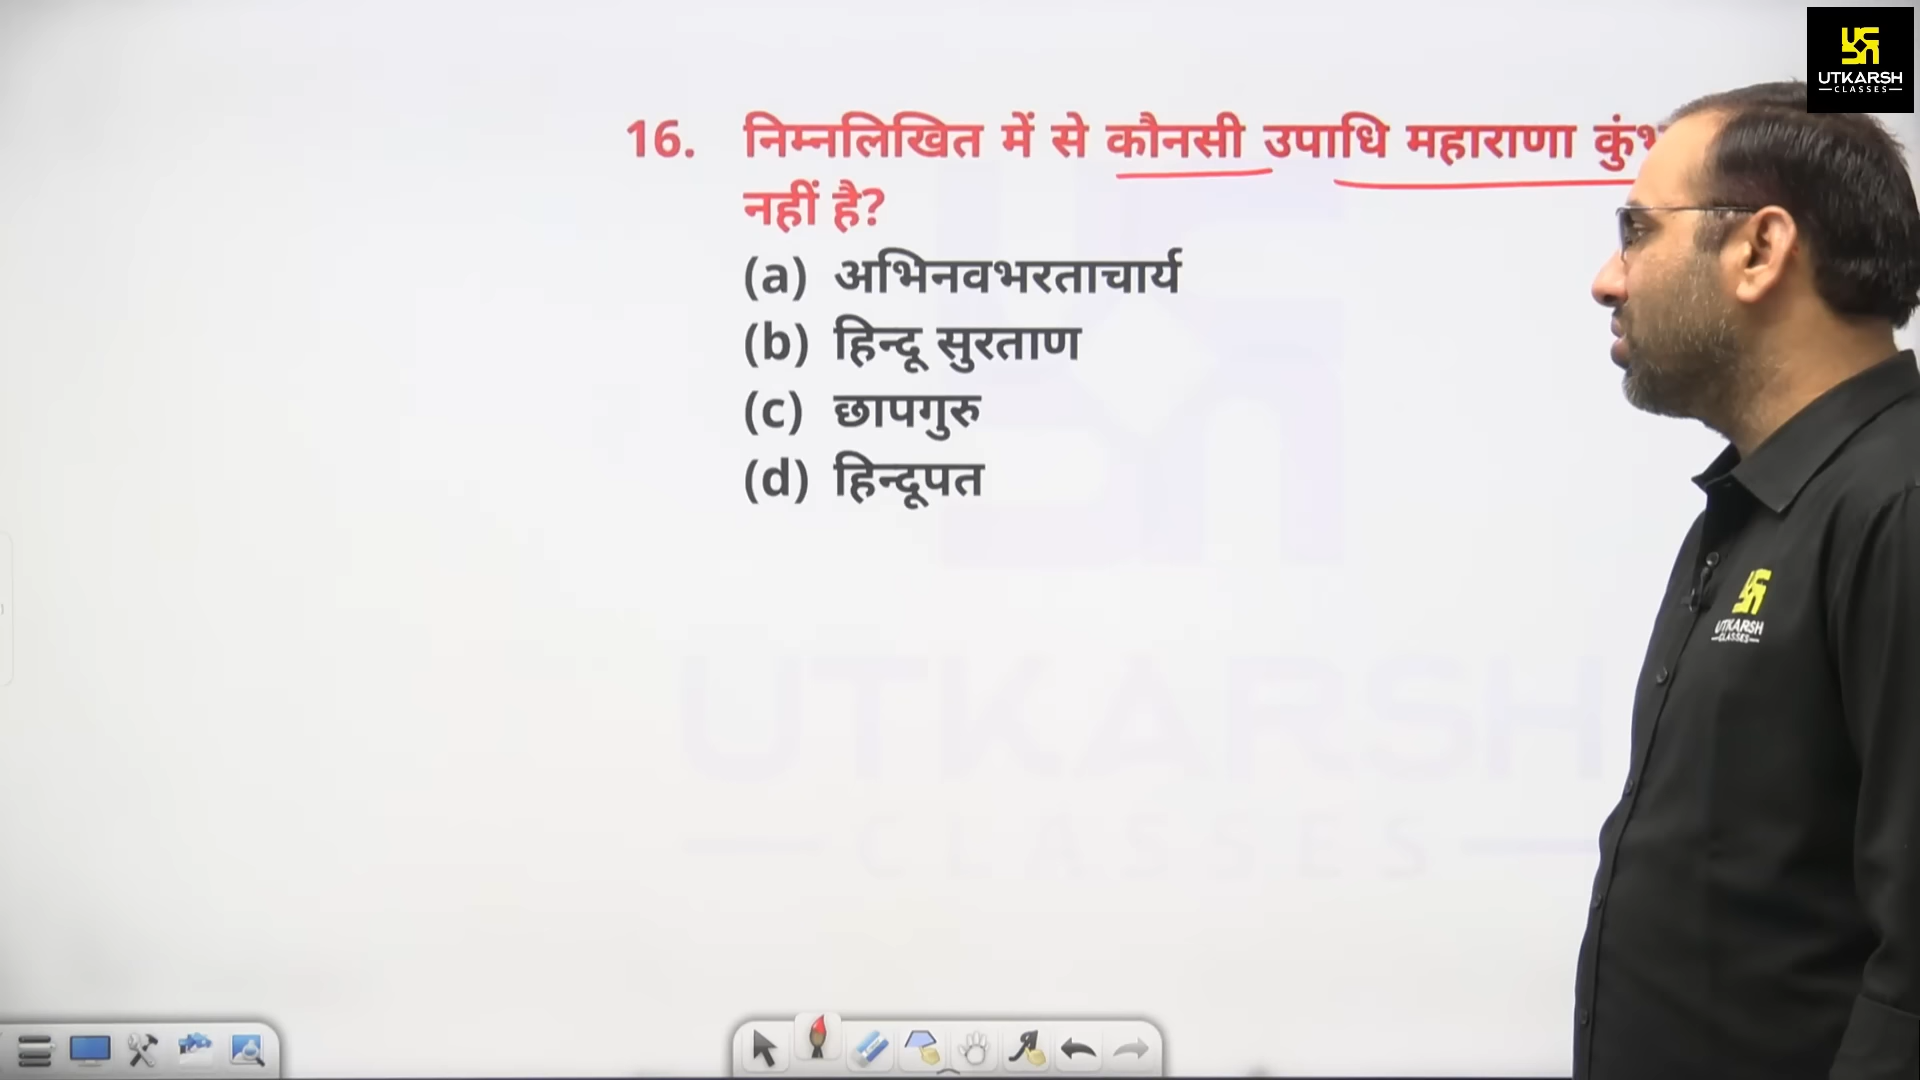 UTKARSH
CLASSES
16. निम्नलिखित में से कौनसी उपाधि महाराणा
नहीं है?
(a) अभिनवभरताचार्य
(b) हिन्दू सुरताण
(c) छापगुरु
(d) हिन्दूपत
UTKARSH
CLASSES
UTKARSH
CLASSES